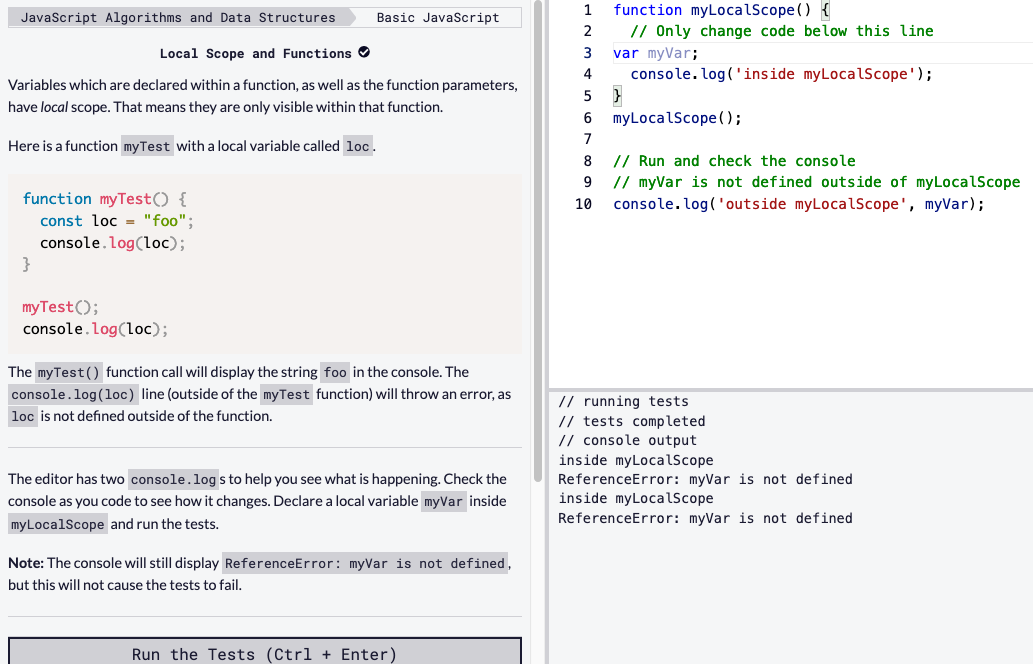 JavaScript Algorithms and Data Structures
Basic JavaScript
Local Scope and Functions
Variables which are declared within a function, as well as the function parameters,
have local scope. That means they are only visible within that function.
Here is a function myTest with a local variable called loc.
function myTest() {
  const loc = "foo";
  console.log(loc);
}
myTest();
console.log(loc);
The myTest() function call will display the string foo in the console. The
console.log(loc) line (outside of the myTest function) will throw an error, as
loc is not defined outside of the function.
The editor has two console.log s to help you see what is happening. Check the
console as you code to see how it changes. Declare a local variable myVar inside
myLocalScope and run the tests.
Note: The console will still display ReferenceError: myVar is not defined,
but this will not cause the tests to fail.
Run the Tests (Ctrl + Enter)
1 function myLocalScope() {
2   // Only change code below this line
3 var myVar;
4   console.log('inside myLocalScope');
5 }
6 myLocalScope();
7
8 // Run and check the console
9 // myVar is not defined outside of myLocalScope
10 console.log('outside myLocalScope', myVar);
// running tests
// tests completed
// console output
inside myLocalScope
ReferenceError: myVar is not defined
inside myLocalScope
ReferenceError: myVar is not defined